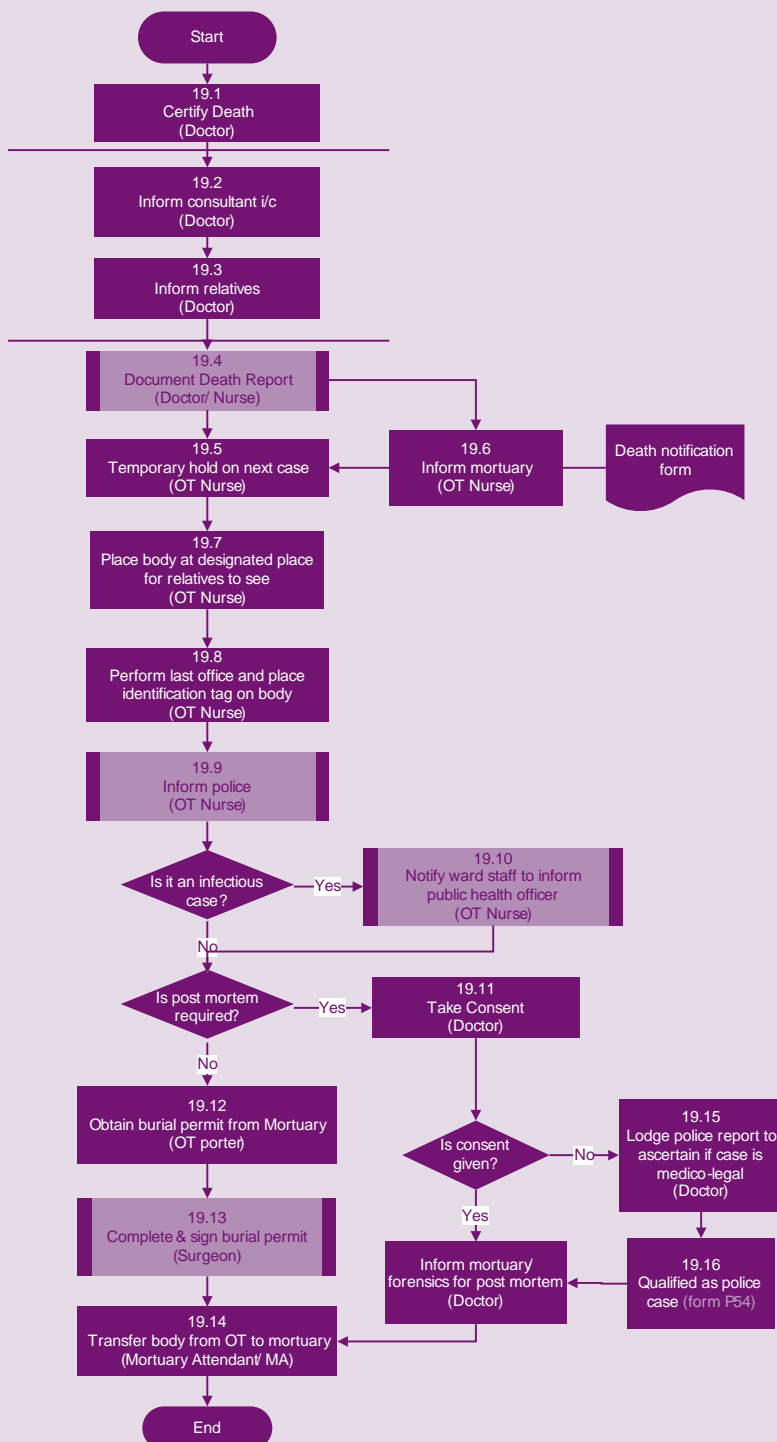 Start
19.1
Certify Death
(Doctor)
19.2
Inform consultant i/c
(Doctor)
19.3
Inform relatives
(Doctor)
19.4
Document Death Report
(Doctor/ Nurse)
19.5
Temporary hold on next case
(OT Nurse)
19.6
Inform mortuary
(OT Nurse)
Death notification
form
19.7
Place body at designated place
for relatives to see
(OT Nurse)
19.8
Perform last office and place
identification tag on body
(OT Nurse)
19.9
Inform police
(OT Nurse)
Is it an infectious
case?
Yes
19.10
Notify ward staff to inform
public health officer
(OT Nurse)
No
Is post mortem
required?
Yes
19.11
Take Consent
(Doctor)
No
19.12
Obtain burial permit from Mortuary
(OT porter)
Is consent
given?
No
19.15
Lodge police report to
ascertain if case is
medico-legal
(Doctor)
Yes
19.13
Complete & sign burial permit
(Surgeon)
Inform mortuary/
forensics for post mortem
(Doctor)
19.16
Qualified as police
case (form P54)
19.14
Transfer body from OT to mortuary
(Mortuary Attendant/ MA)
End